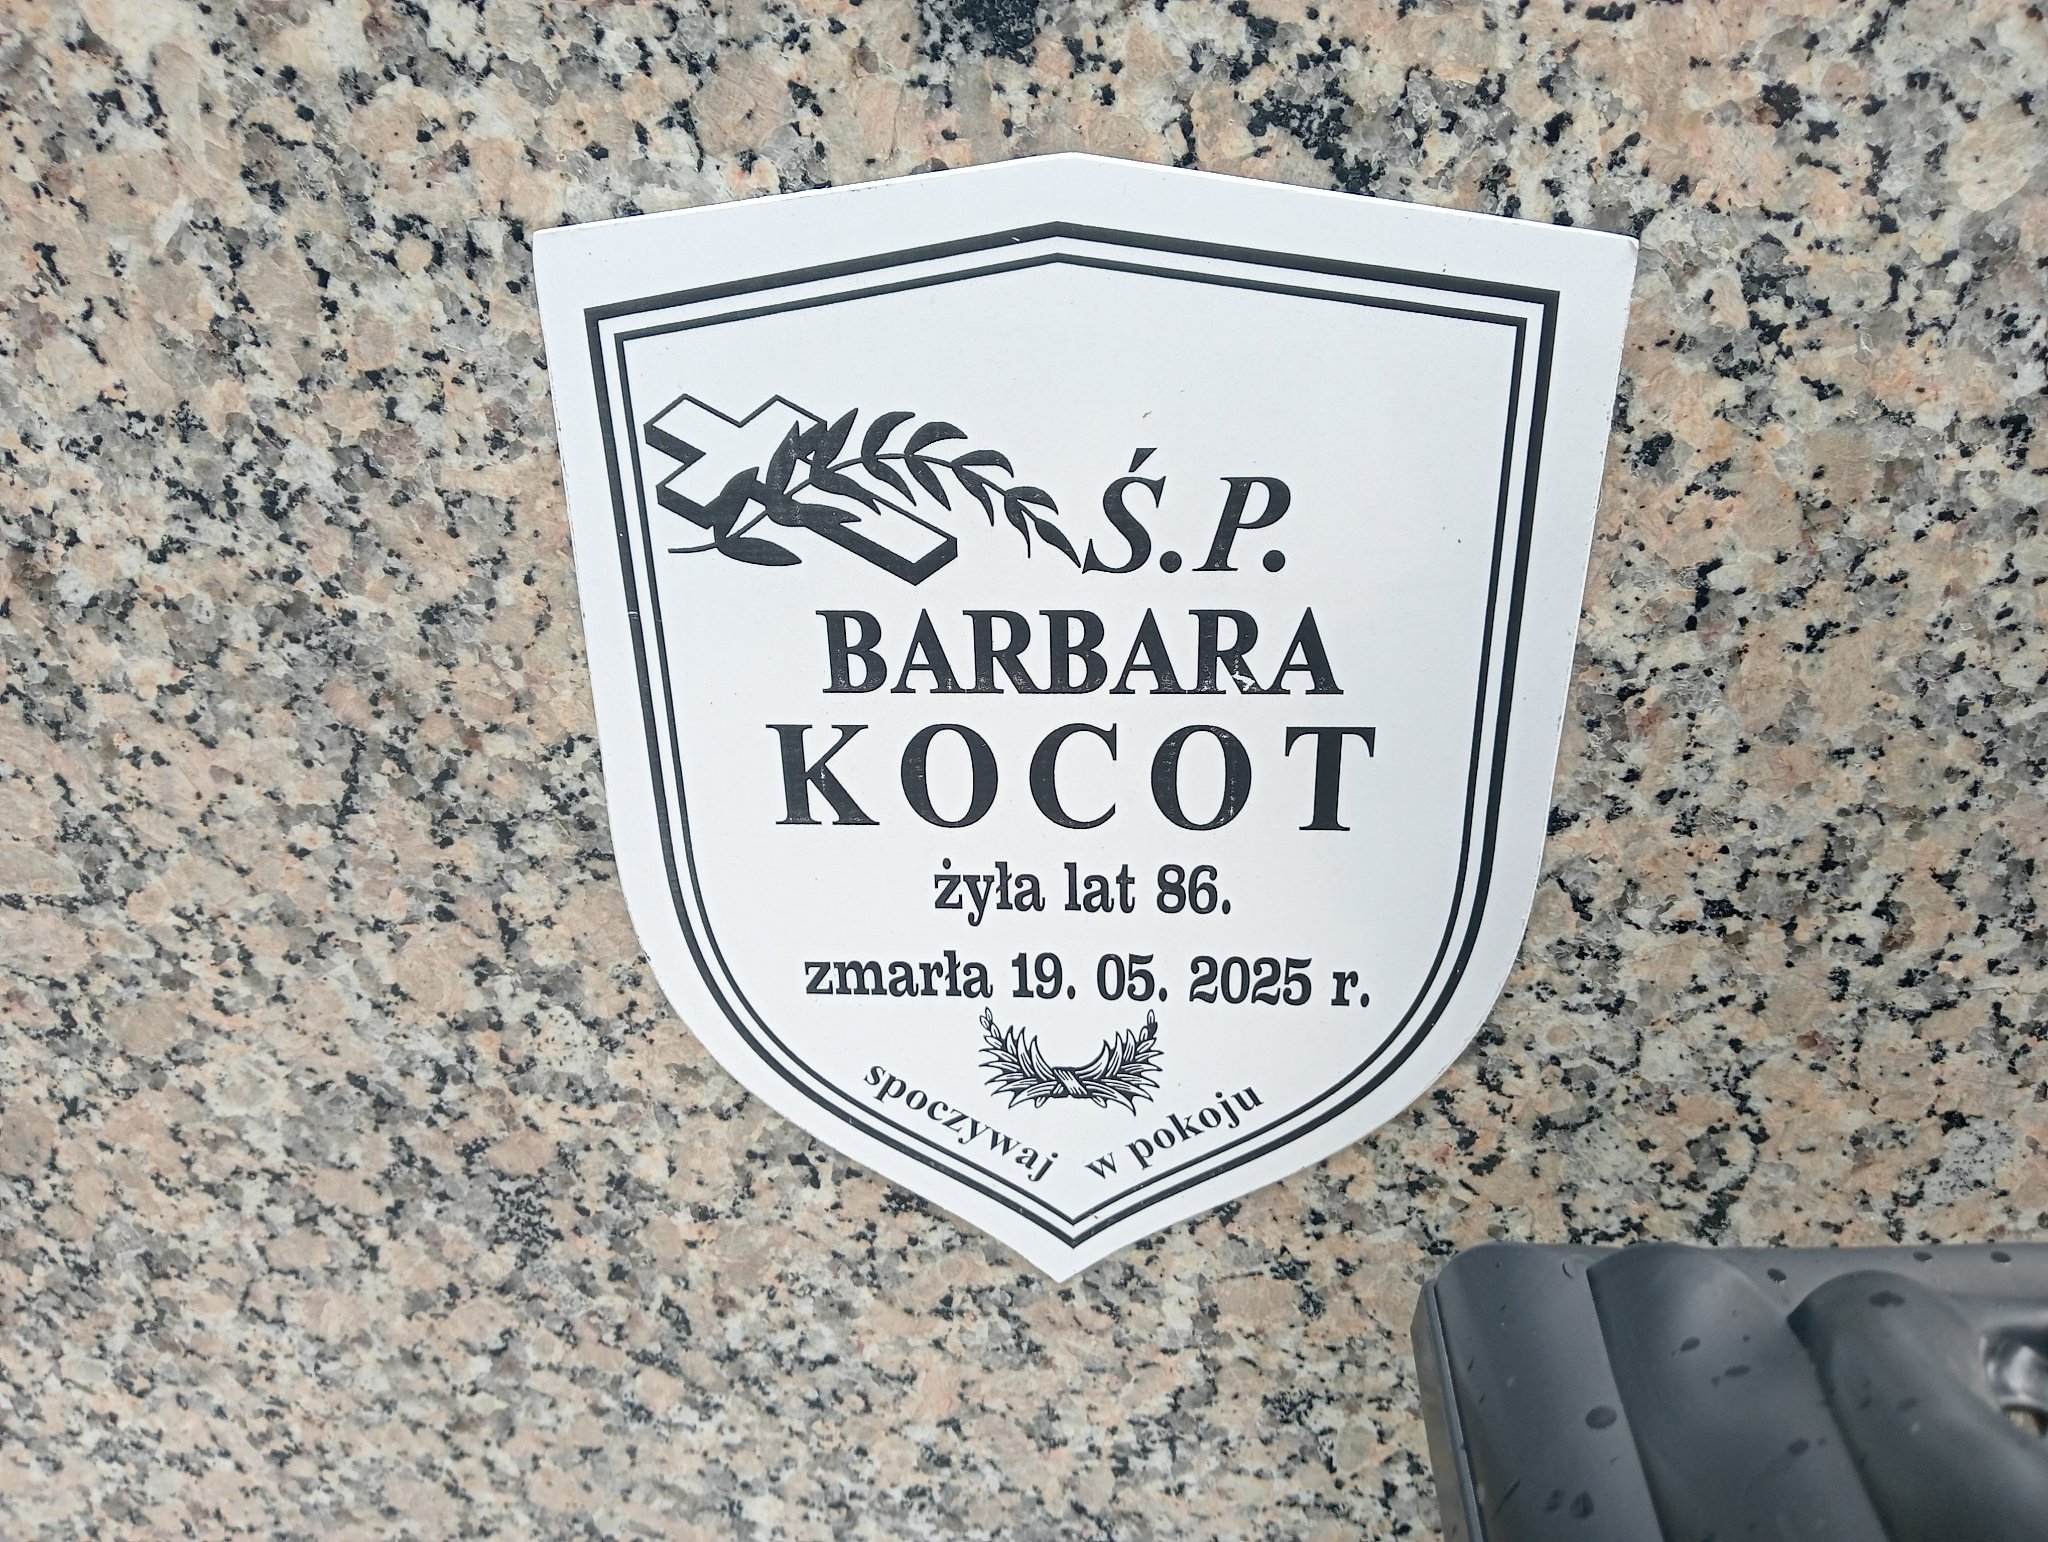 Ś.P.
BARBARA
KOCOT
żyła lat 86.
zmarła 19. 05. 2025 r.
spoczywaj w pokoju